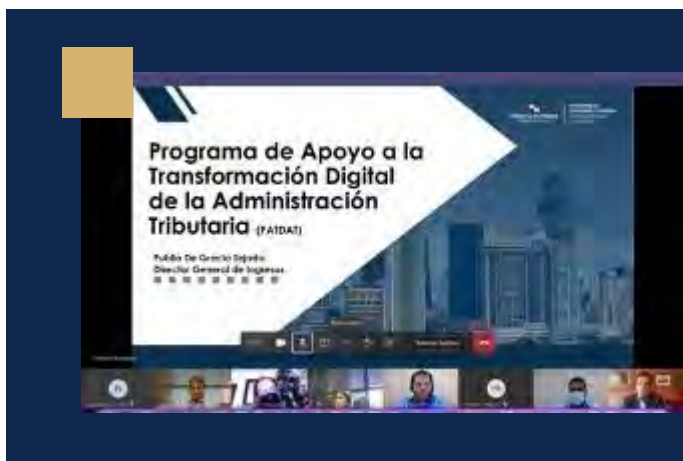 Programa de Apoyo a la
Transformación Digital
de la Administración
Tributaria (PATDAT)
Publio De Gracia Tejada
Director General de Ingresos